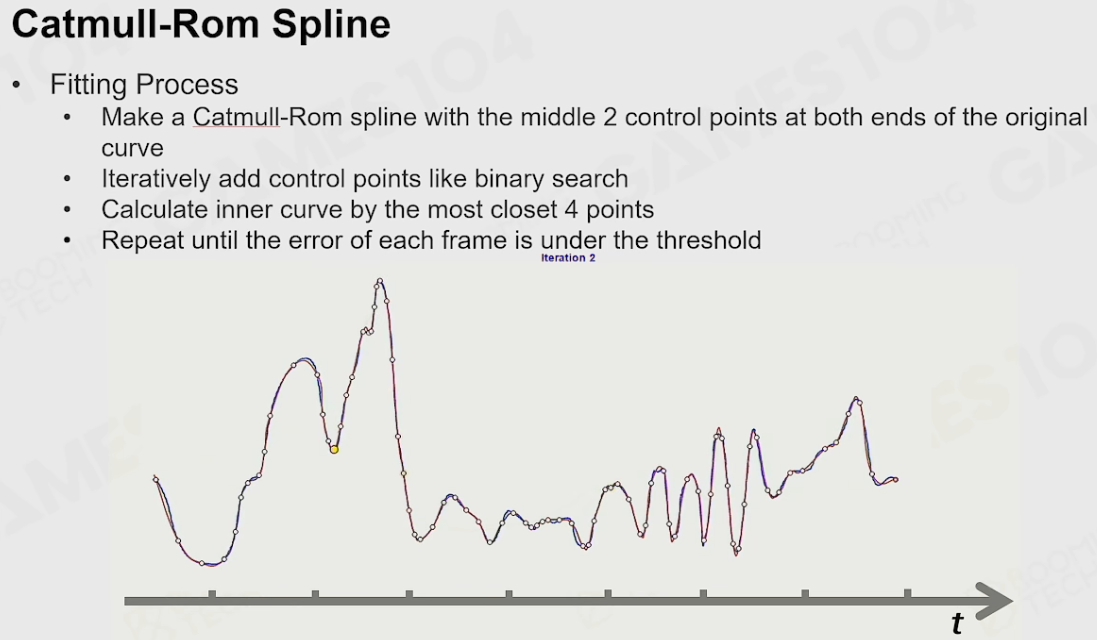 Catmull-Rom Spline
• Fitting Process
• Make a Catmull-Rom spline with the middle 2 control points at both ends of the original
curve
• Iteratively add control points like binary search
• Calculate inner curve by the most closet 4 points
• Repeat until the error of each frame is under the threshold
Iteration 2
t
GAMES104
BOOMING
TECH